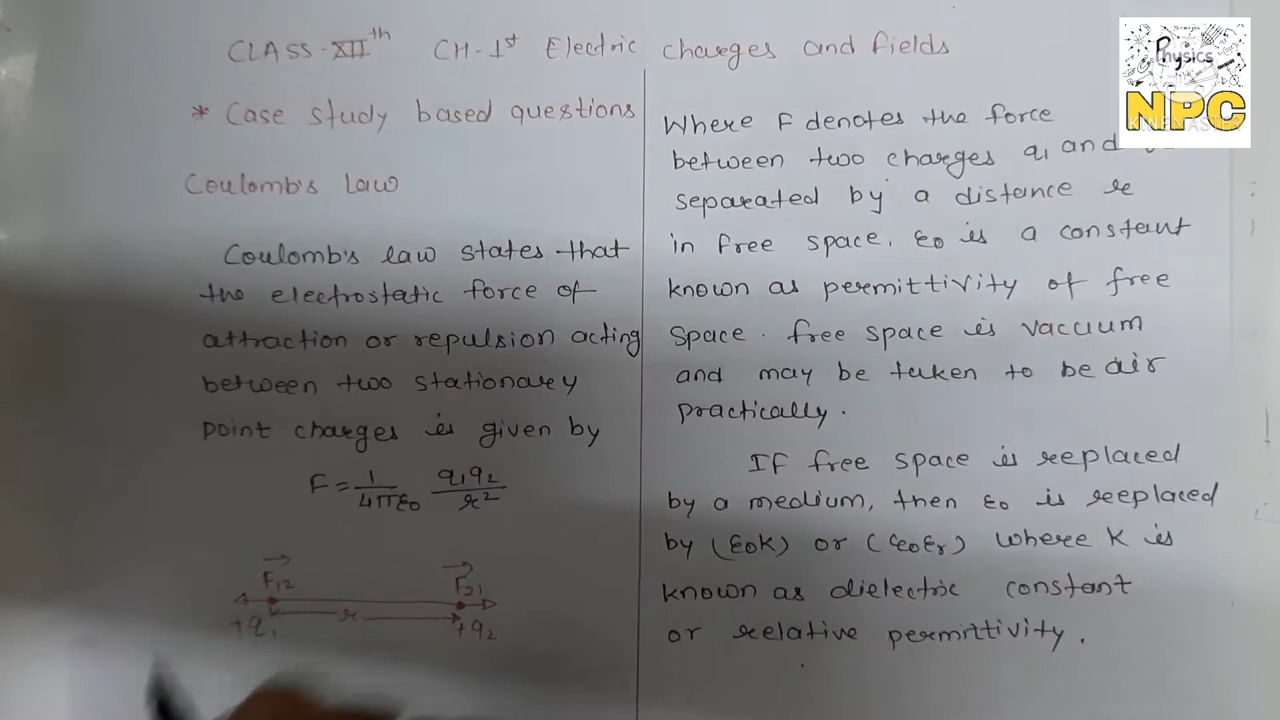 CLASS-XIIth CH-1st Electric charges and fields
* Case study based questions
Coulomb's Law
Coulomb's law states that
the electrostatic force of
attraction or repulsion acting
between two stationary
point charges is given by
F = 1/4πε0 q1q2/r²
F12 F21
r
+q1 +q2
Where F denotes the force
between two charges q1 and
separated by a distance r
in free space, ε0 is a constant
known as permittivity of free
space. free space is vaccium
and may be taken to be air
practically.
If free space is replaced
by a medium, then ε0 is reeplaced
by (ε0K) or (ε0εr) where K is
known as dielectric constant
or relative permittivity.
Physics
NPC
KINEMASTER